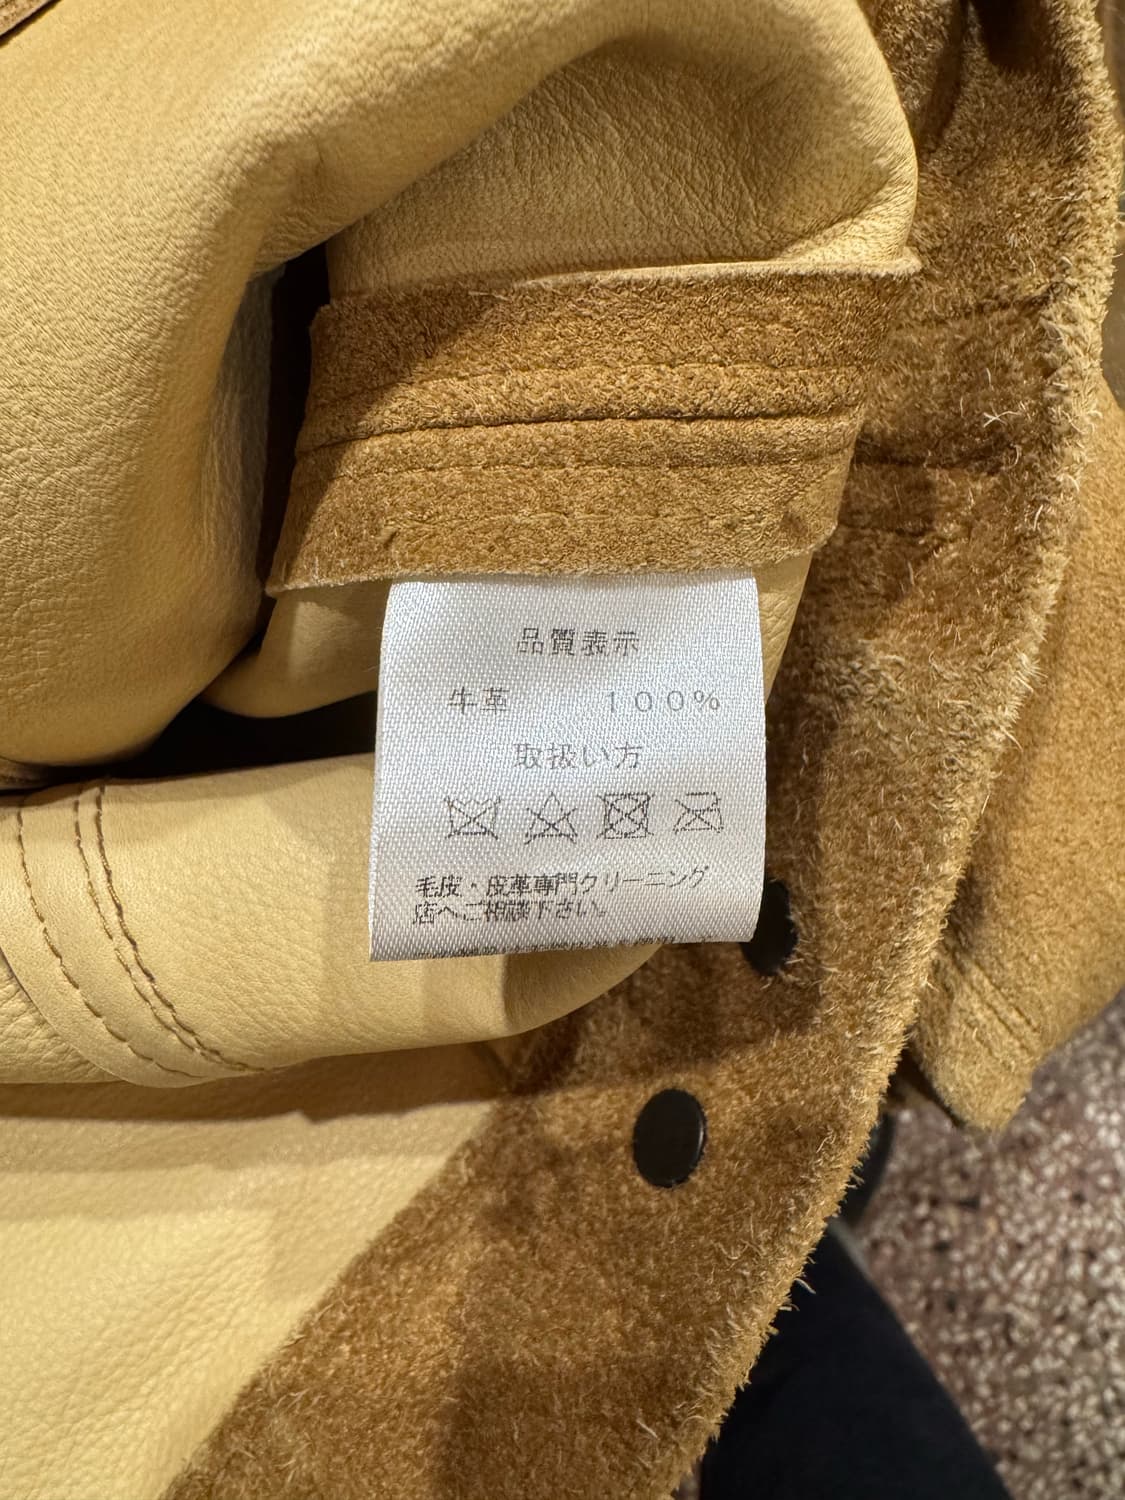 品質表示
牛革 100%
取扱い方
毛皮・皮革専門クリーニング
店へご相談下さい。